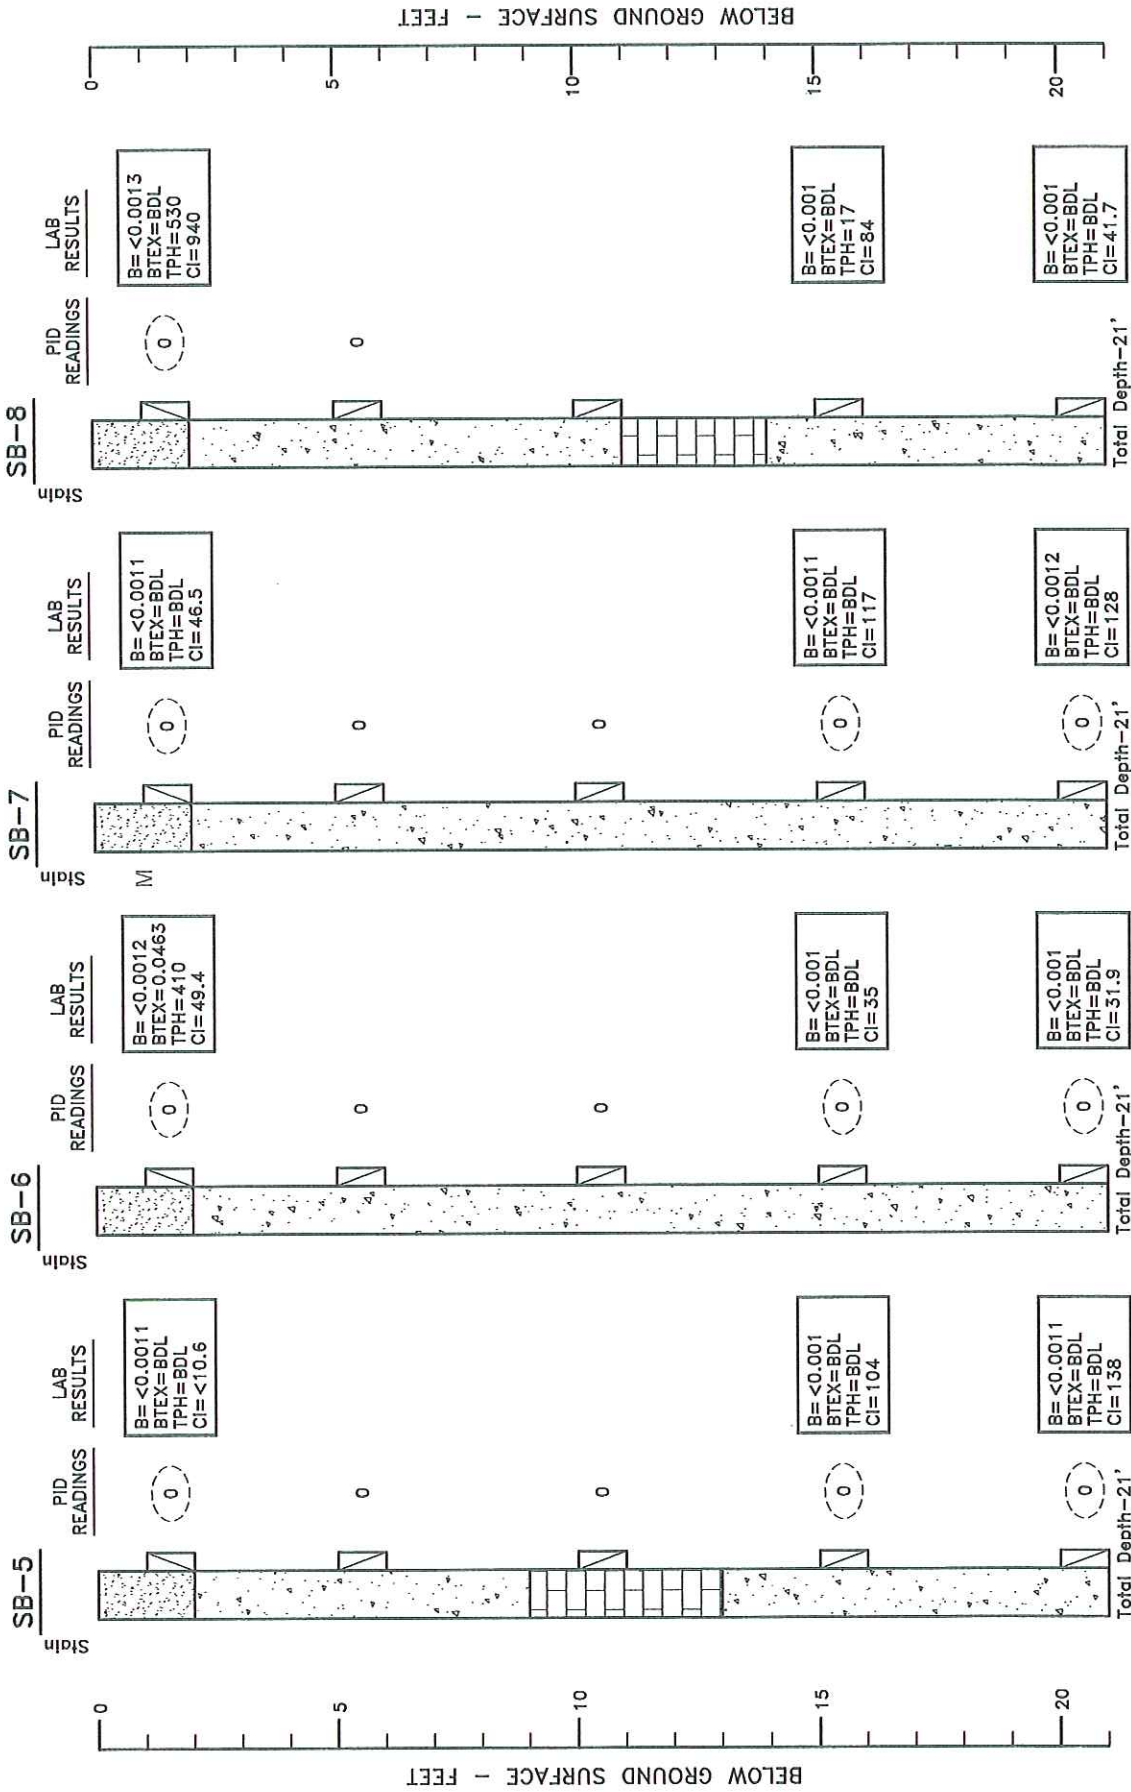 SB-5
Stain
PID
READINGS
LAB
RESULTS
0
B= <0.0011
BTEX=BDL
TPH=BDL
Cl=<10.6
0
0
0
B= <0.001
BTEX=BDL
TPH=BDL
Cl=104
0
B= <0.0011
BTEX=BDL
TPH=BDL
Cl=138
Total Depth-21'
SB-6
Stain
PID
READINGS
LAB
RESULTS
0
B= <0.0012
BTEX=0.0463
TPH=410
Cl=49.4
0
0
0
B= <0.001
BTEX=BDL
TPH=BDL
Cl=35
0
B= <0.001
BTEX=BDL
TPH=BDL
Cl=31.9
Total Depth-21'
SB-7
Stain
M
PID
READINGS
LAB
RESULTS
0
B= <0.0011
BTEX=BDL
TPH=BDL
Cl=46.5
0
0
0
B= <0.0011
BTEX=BDL
TPH=BDL
Cl=117
0
B= <0.0012
BTEX=BDL
TPH=BDL
Cl=128
Total Depth-21'
SB-8
Stain
PID
READINGS
LAB
RESULTS
0
B= <0.0013
BTEX=BDL
TPH=530
Cl=940
0
B= <0.001
BTEX=BDL
TPH=17
Cl=84
B= <0.001
BTEX=BDL
TPH=BDL
Cl=41.7
Total Depth-21'
BELOW GROUND SURFACE - FEET
0
5
10
15
20
BELOW GROUND SURFACE - FEET
0
5
10
15
20